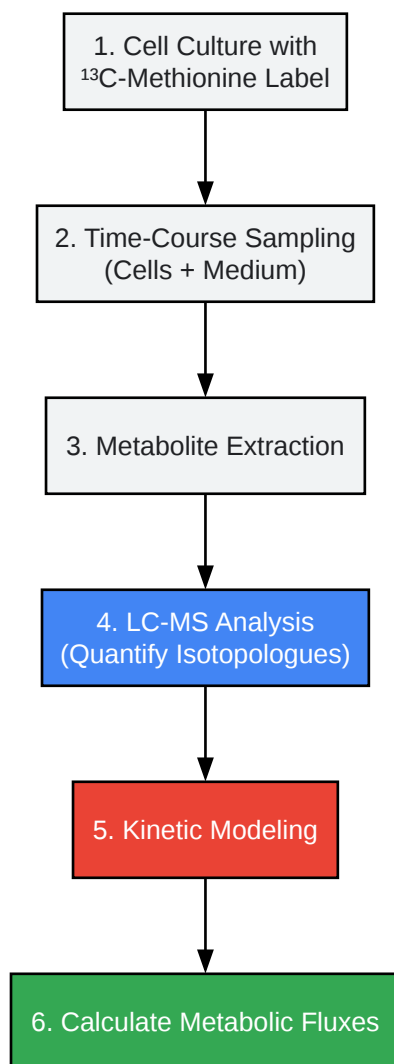 1. Cell Culture with
¹³C-Methionine Label
2. Time-Course Sampling
(Cells + Medium)
3. Metabolite Extraction
4. LC-MS Analysis
(Quantify Isotopologues)
5. Kinetic Modeling
6. Calculate Metabolic Fluxes